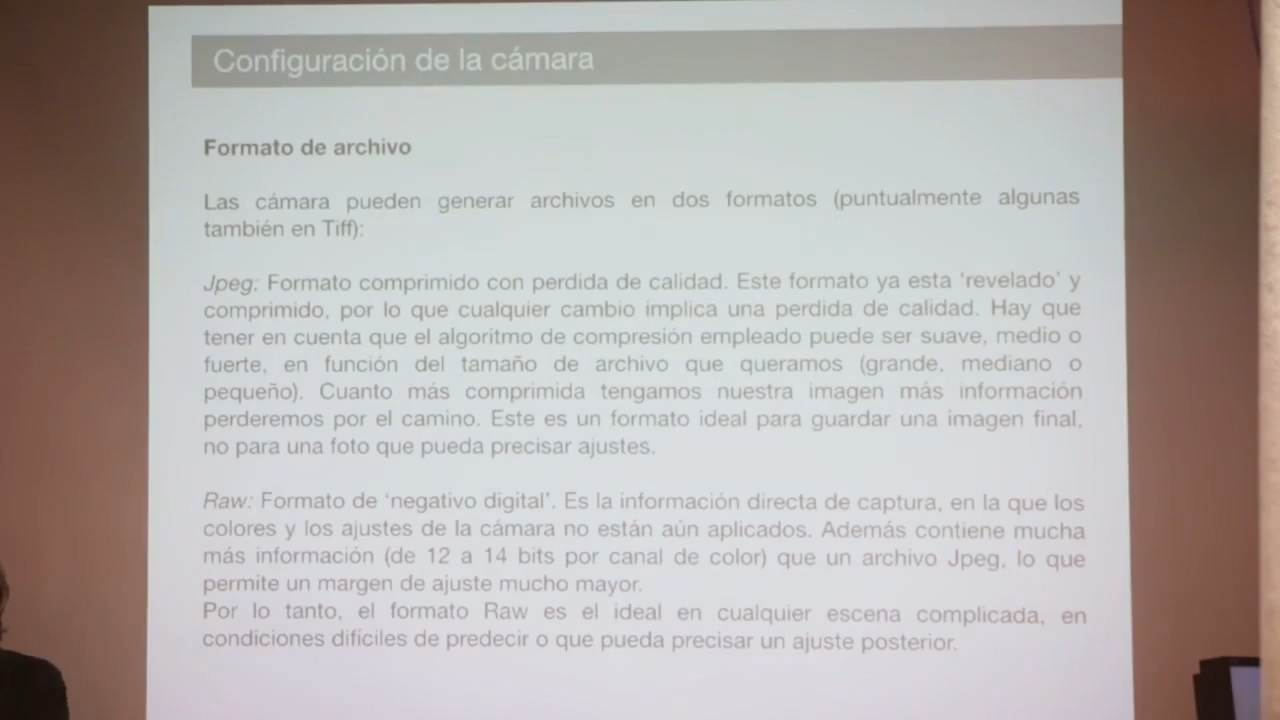 Configuración de la cámara
Formato de archivo
Las cámara pueden generar archivos en dos formatos (puntualmente algunas
también en Tiff):
Jpeg: Formato comprimido con perdida de calidad. Este formato ya esta 'revelado' y
comprimido, por lo que cualquier cambio implica una perdida de calidad. Hay que
tener en cuenta que el algoritmo de compresión empleado puede ser suave, medio o
fuerte, en función del tamaño de archivo que queramos (grande, mediano o
pequeño). Cuanto más comprimida tengamos nuestra imagen más información
perderemos por el camino. Este es un formato ideal para guardar una imagen final,
no para una foto que pueda precisar ajustes.
Raw: Formato de 'negativo digital'. Es la información directa de captura, en la que los
colores y los ajustes de la cámara no están aún aplicados. Además contiene mucha
más información (de 12 a 14 bits por canal de color) que un archivo Jpeg, lo que
permite un margen de ajuste mucho mayor.
Por lo tanto, el formato Raw es el ideal en cualquier escena complicada, en
condiciones difíciles de predecir o que pueda precisar un ajuste posterior.